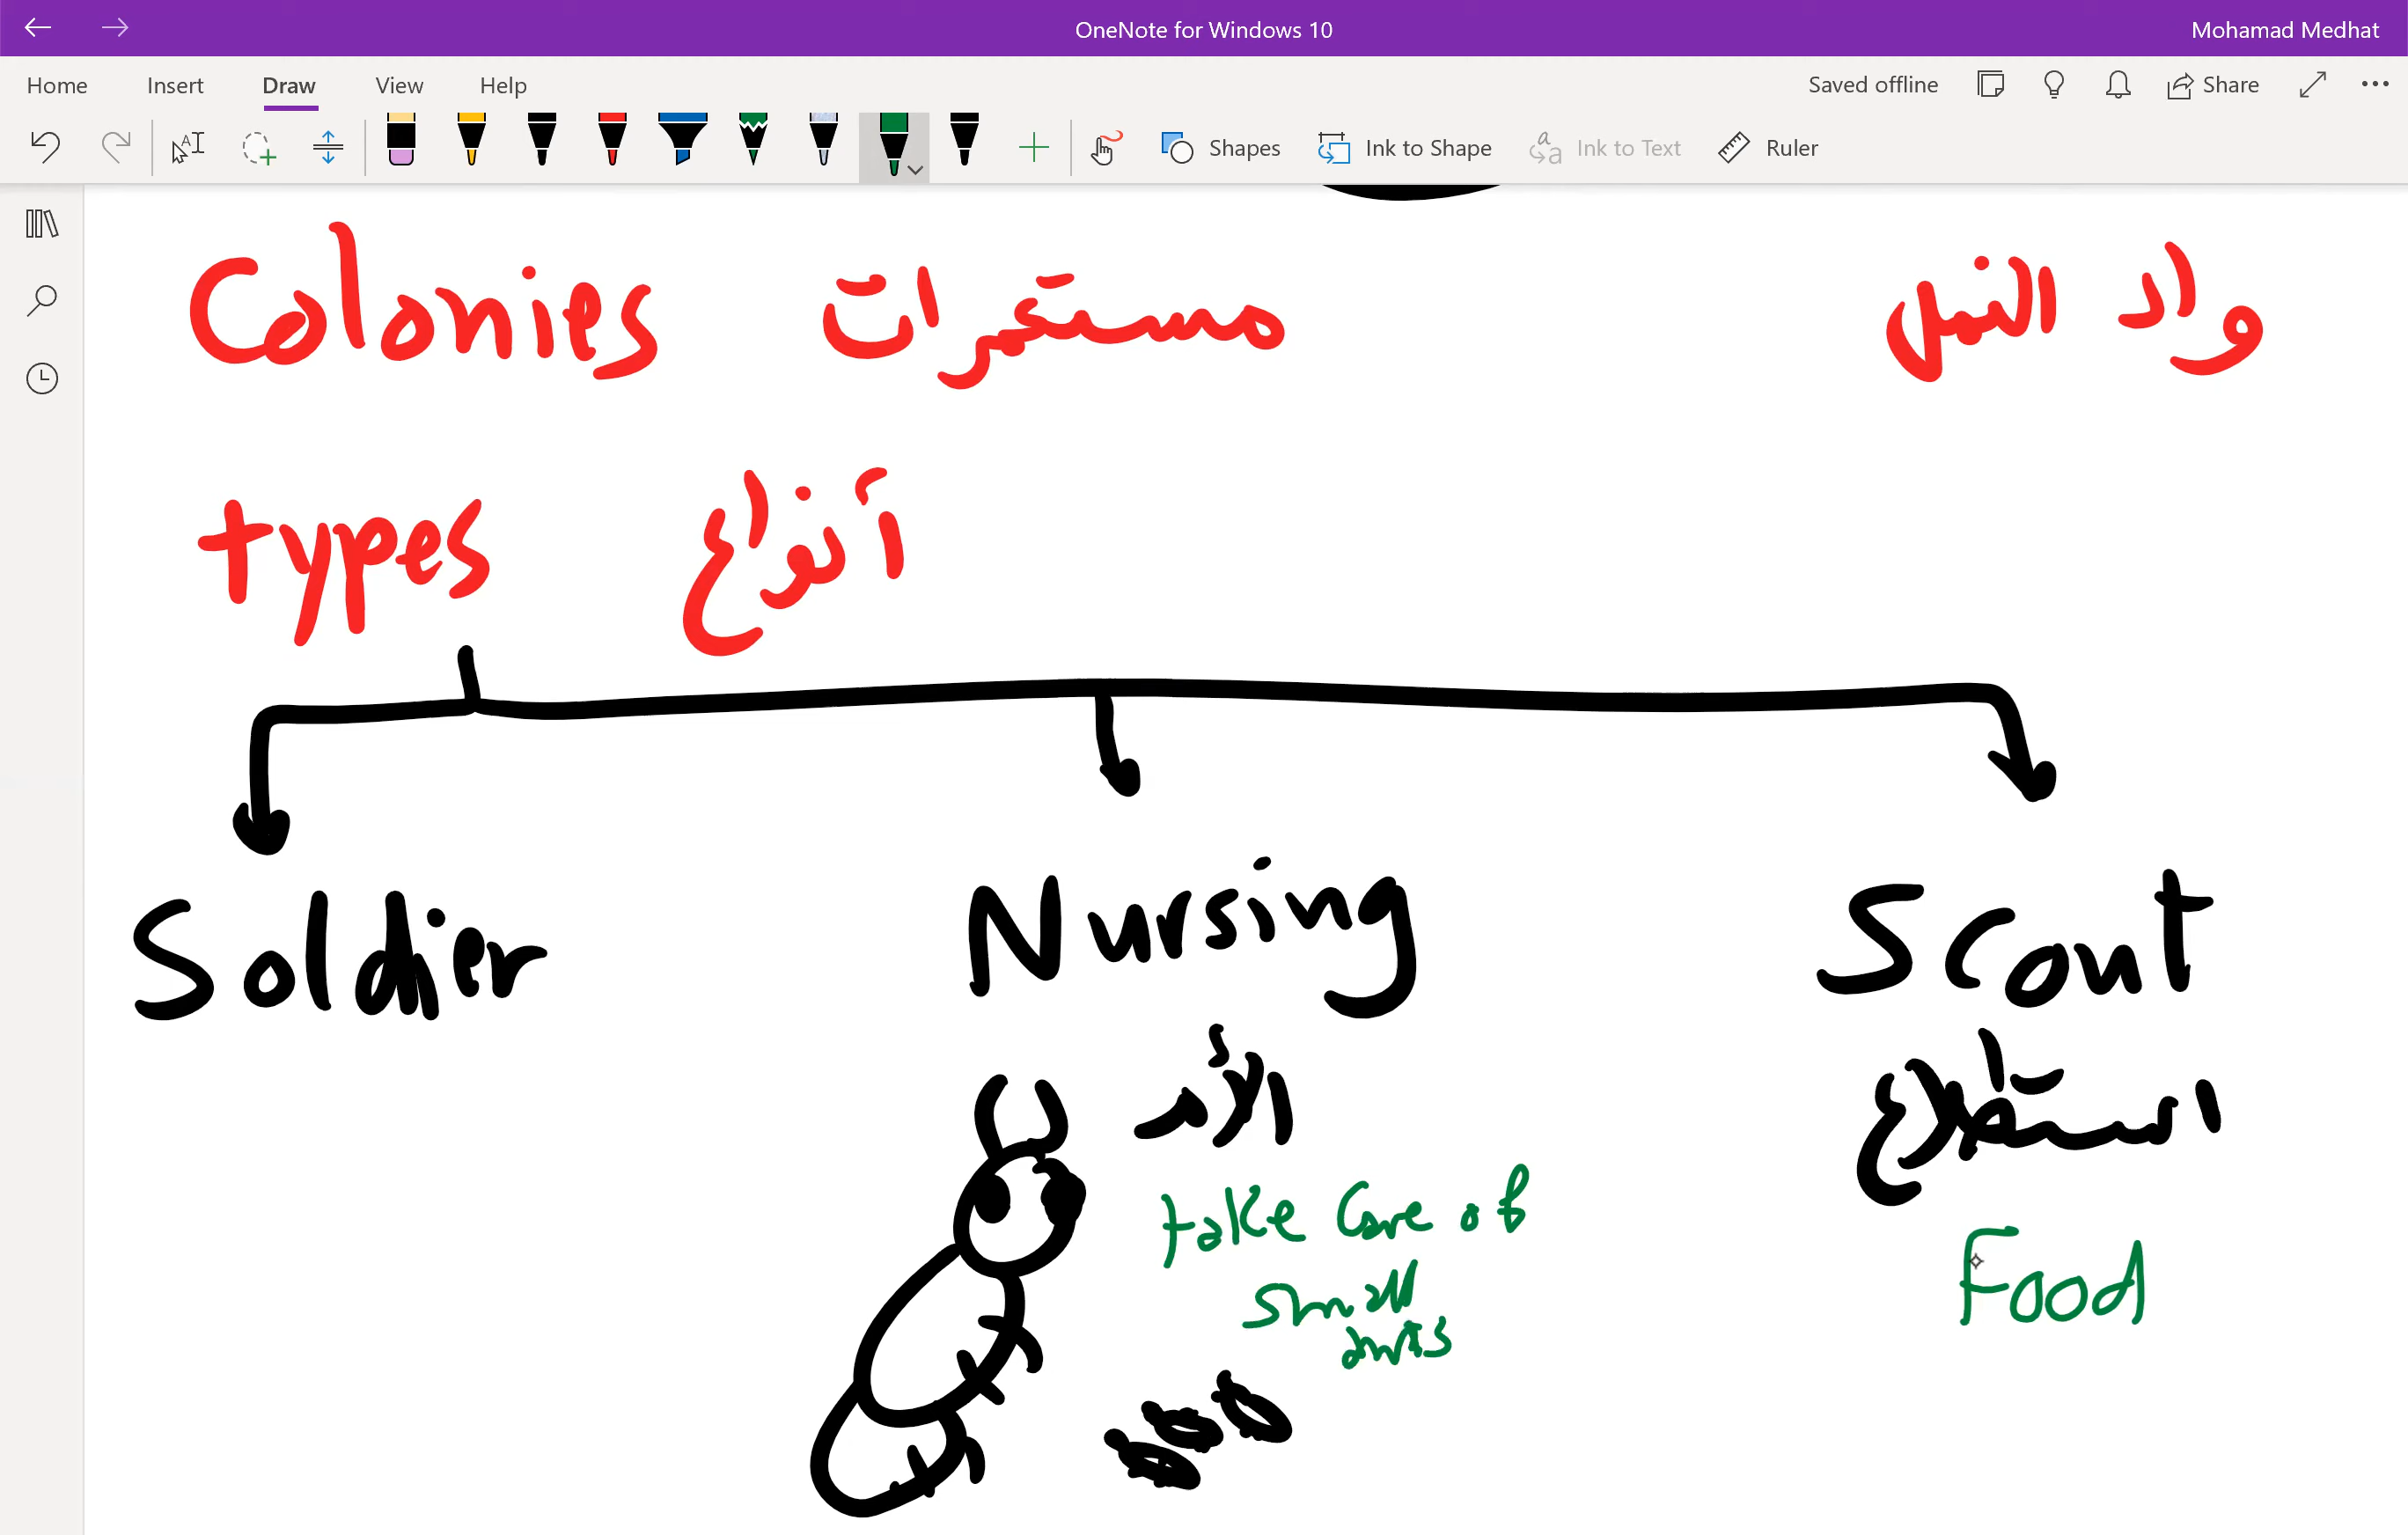 OneNote for Windows 10
Mohamad Medhat
Home Insert Draw View Help
Saved offline Share
Shapes Ink to Shape Ink to Text Ruler
Colonies مستعمرات واد النمل
types أنواع
Soldier Nursing Scout
الأم استطلاع
take Care of
small
ants
Food